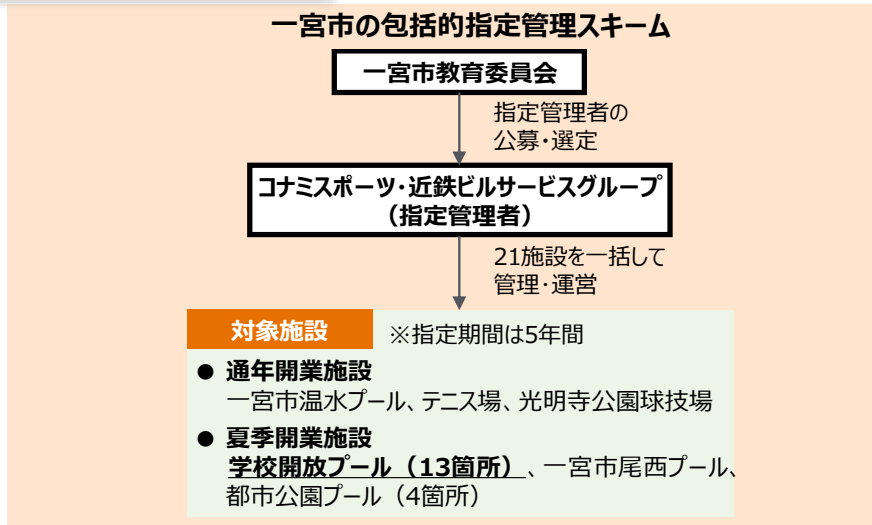 一宮市の包括的指定管理スキーム
一宮市教育委員会
指定管理者の
公募・選定
コナミスポーツ・近鉄ビルサービスグループ
（指定管理者）
21施設を一括して
管理・運営
対象施設
※指定期間は5年間
● 通年開業施設
一宮市温水プール、テニス場、光明寺公園球技場
● 夏季開業施設
学校開放プール（13箇所）、一宮市尾西プール、
都市公園プール（4箇所）